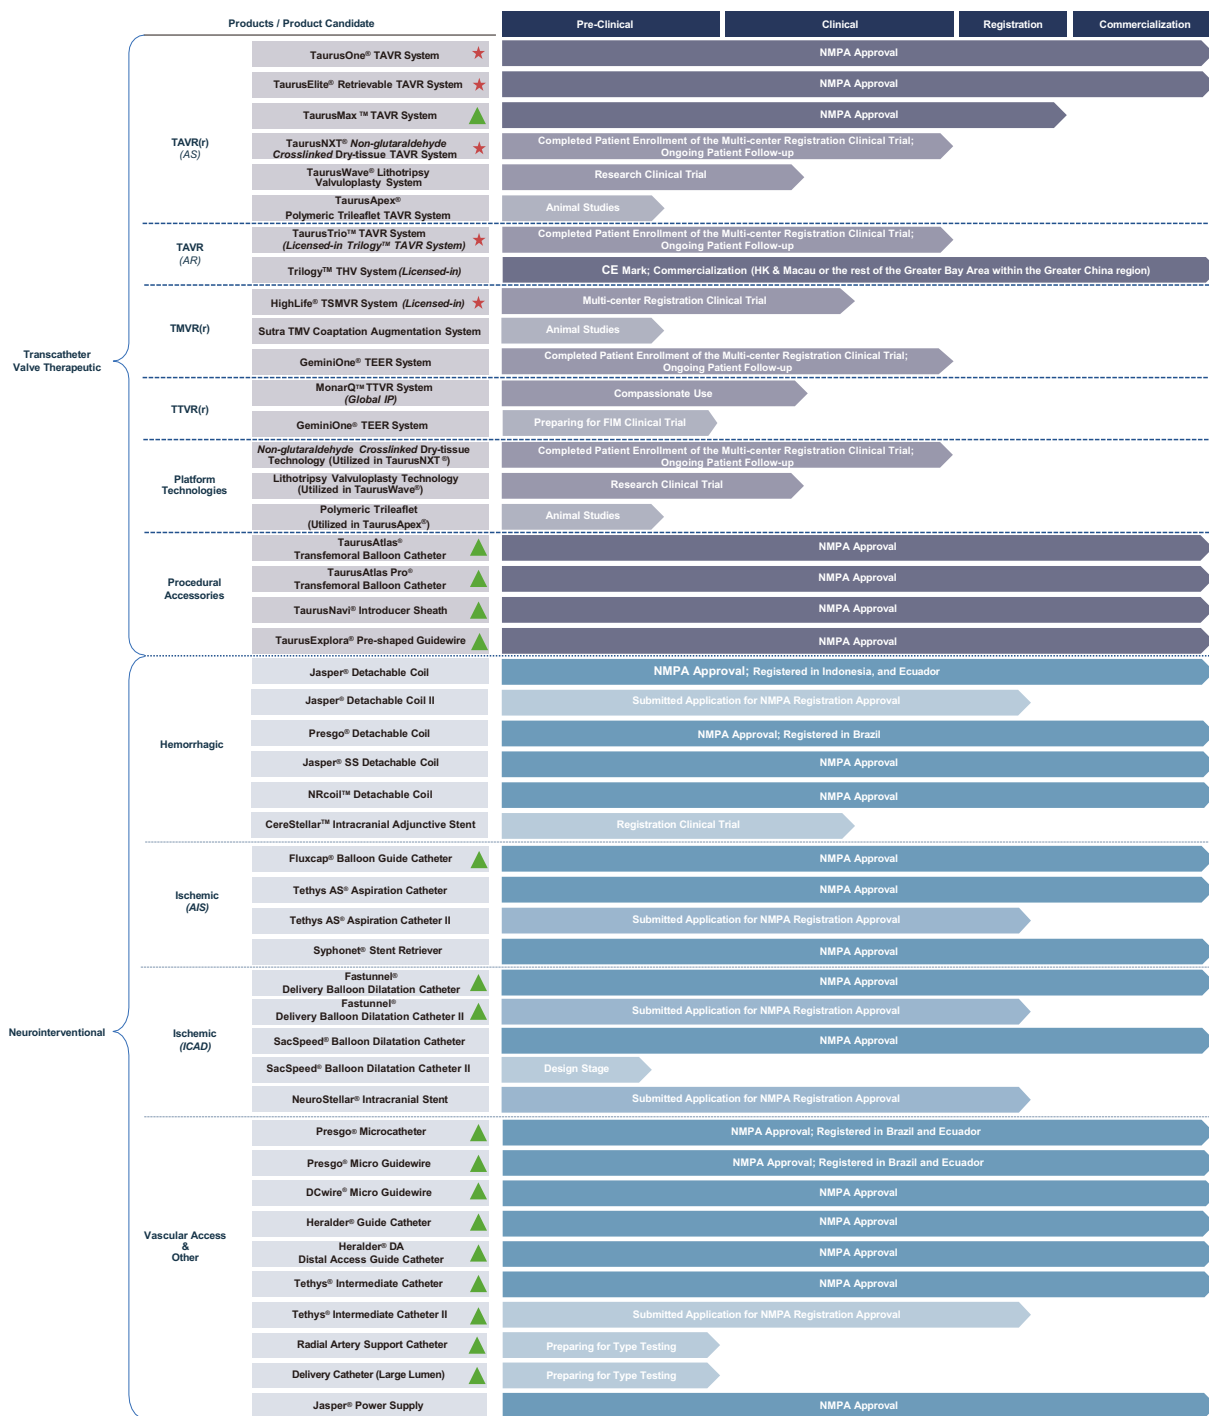 Products / Product Candidate
Pre-Clinical
Clinical
Registration
Commercialization
Transcatheter
Valve Therapeutic
TAVR(r)
(AS)
TaurusOne® TAVR System
NMPA Approval
TaurusElite® Retrievable TAVR System
NMPA Approval
TaurusMax ™ TAVR System
NMPA Approval
TaurusNXT® Non-glutaraldehyde
Crosslinked Dry-tissue TAVR System
Completed Patient Enrollment of the Multi-center Registration Clinical Trial;
Ongoing Patient Follow-up
TaurusWave® Lithotripsy
Valvuloplasty System
Research Clinical Trial
TaurusApex®
Polymeric Trileaflet TAVR System
Animal Studies
TAVR
(AR)
TaurusTrio™ TAVR System
(Licensed-in Trilogy™ TAVR System)
Completed Patient Enrollment of the Multi-center Registration Clinical Trial;
Ongoing Patient Follow-up
Trilogy™ THV System (Licensed-in)
CE Mark; Commercialization (HK & Macau or the rest of the Greater Bay Area within the Greater China region)
TMVR(r)
HighLife® TSMVR System (Licensed-in)
Multi-center Registration Clinical Trial
Sutra TMV Coaptation Augmentation System
Animal Studies
GeminiOne® TEER System
Completed Patient Enrollment of the Multi-center Registration Clinical Trial;
Ongoing Patient Follow-up
TTVR(r)
MonarQ™ TTVR System
(Global IP)
Compassionate Use
GeminiOne® TEER System
Preparing for FIM Clinical Trial
Platform
Technologies
Non-glutaraldehyde Crosslinked Dry-tissue
Technology (Utilized in TaurusNXT ®)
Completed Patient Enrollment of the Multi-center Registration Clinical Trial;
Ongoing Patient Follow-up
Lithotripsy Valvuloplasty Technology
(Utilized in TaurusWave®)
Research Clinical Trial
Polymeric Trileaflet
(Utilized in TaurusApex®)
Animal Studies
Procedural
Accessories
TaurusAtlas®
Transfemoral Balloon Catheter
NMPA Approval
TaurusAtlas Pro®
Transfemoral Balloon Catheter
NMPA Approval
TaurusNavi® Introducer Sheath
NMPA Approval
TaurusExplora® Pre-shaped Guidewire
NMPA Approval
Neurointerventional
Hemorrhagic
Jasper® Detachable Coil
NMPA Approval; Registered in Indonesia, and Ecuador
Jasper® Detachable Coil II
Submitted Application for NMPA Registration Approval
Presgo® Detachable Coil
NMPA Approval; Registered in Brazil
Jasper® SS Detachable Coil
NMPA Approval
NRcoil™ Detachable Coil
NMPA Approval
CereStellar™ Intracranial Adjunctive Stent
Registration Clinical Trial
Ischemic
(AIS)
Fluxcap® Balloon Guide Catheter
NMPA Approval
Tethys AS® Aspiration Catheter
NMPA Approval
Tethys AS® Aspiration Catheter II
Submitted Application for NMPA Registration Approval
Syphonet® Stent Retriever
NMPA Approval
Ischemic
(ICAD)
Fastunnel®
Delivery Balloon Dilatation Catheter
NMPA Approval
Fastunnel®
Delivery Balloon Dilatation Catheter II
Submitted Application for NMPA Registration Approval
SacSpeed® Balloon Dilatation Catheter
NMPA Approval
SacSpeed® Balloon Dilatation Catheter II
Design Stage
NeuroStellar® Intracranial Stent
Submitted Application for NMPA Registration Approval
Vascular Access
&
Other
Presgo® Microcatheter
NMPA Approval; Registered in Brazil and Ecuador
Presgo® Micro Guidewire
NMPA Approval; Registered in Brazil and Ecuador
DCwire® Micro Guidewire
NMPA Approval
Heralder® Guide Catheter
NMPA Approval
Heralder® DA
Distal Access Guide Catheter
NMPA Approval
Tethys® Intermediate Catheter
NMPA Approval
Tethys® Intermediate Catheter II
Submitted Application for NMPA Registration Approval
Radial Artery Support Catheter
Preparing for Type Testing
Delivery Catheter (Large Lumen)
Preparing for Type Testing
Jasper® Power Supply
NMPA Approval